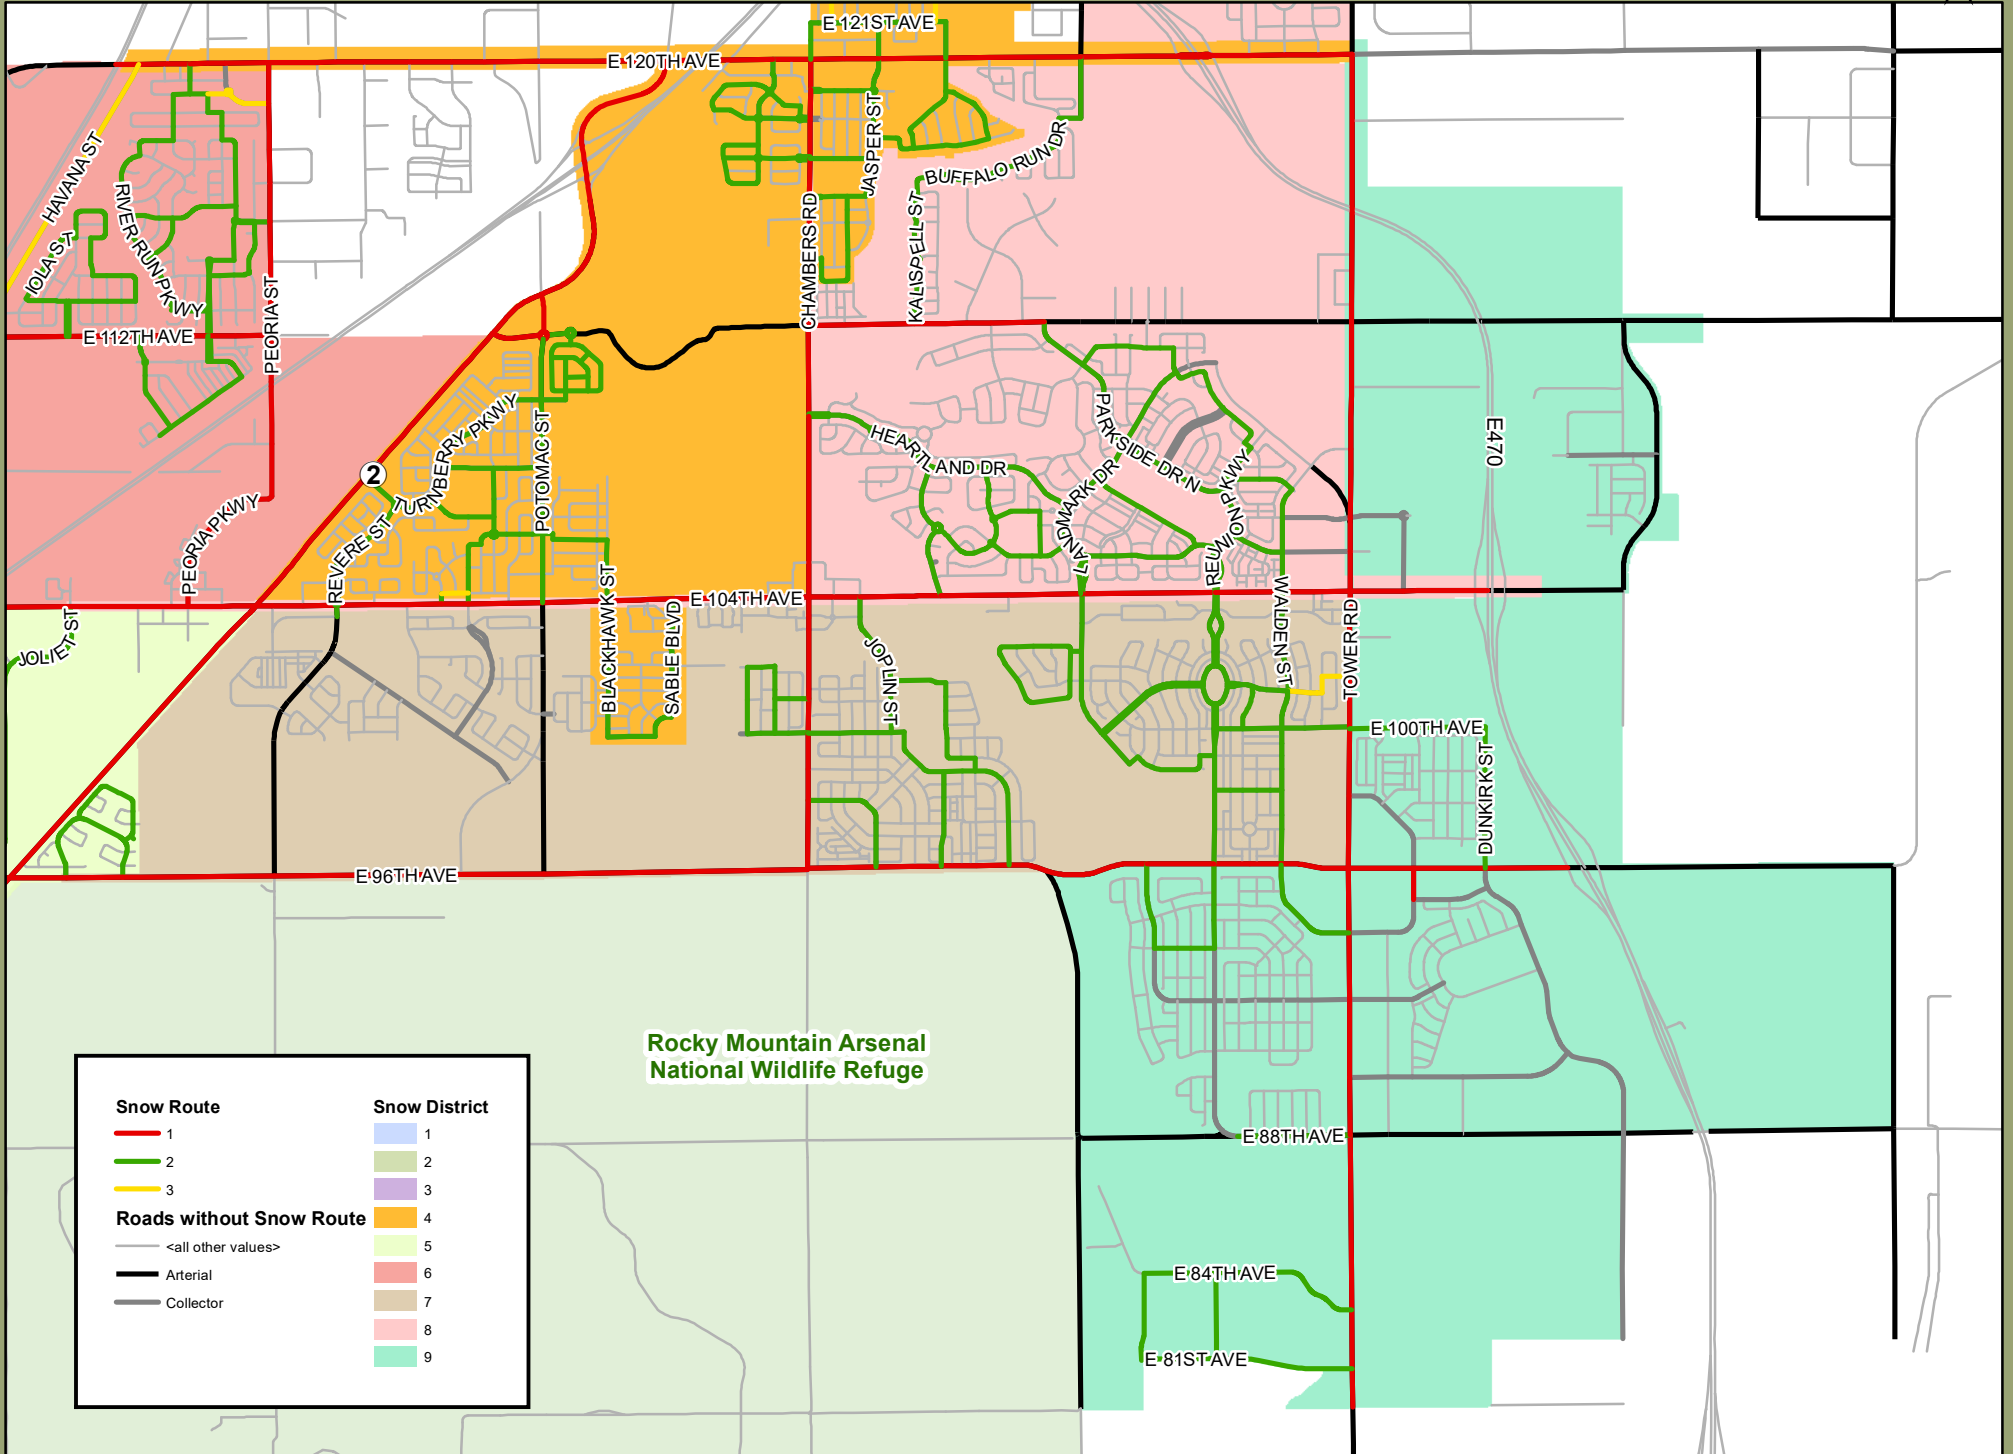 E 121ST AVE
E 120TH AVE
HAVANA ST
JASPER ST
BUFFALO RUN DR
RIVER RUN PKWY
IOLA ST
CHAMBERS RD
KALISPELL ST
PEORIA ST
E 112TH AVE
E470
PARKSIDE DR N
HEARTLAND DR
TURNBERRY PKWY
POTOMAC ST
2
LANDMARK DR
REUNION PKWY
PEORIA PKWY
REVERE ST
BLACKHAWK ST
SABLE BLVD
E 104TH AVE
WALDEN ST
TOWER RD
JOLIET ST
JOPLIN ST
E 100TH AVE
DUNKIRK ST
E 96TH AVE
Rocky Mountain Arsenal
National Wildlife Refuge
E 88TH AVE
E 84TH AVE
E 81ST AVE
Snow Route
1
2
3
Roads without Snow Route
<all other values>
Arterial
Collector
Snow District
1
2
3
4
5
6
7
8
9